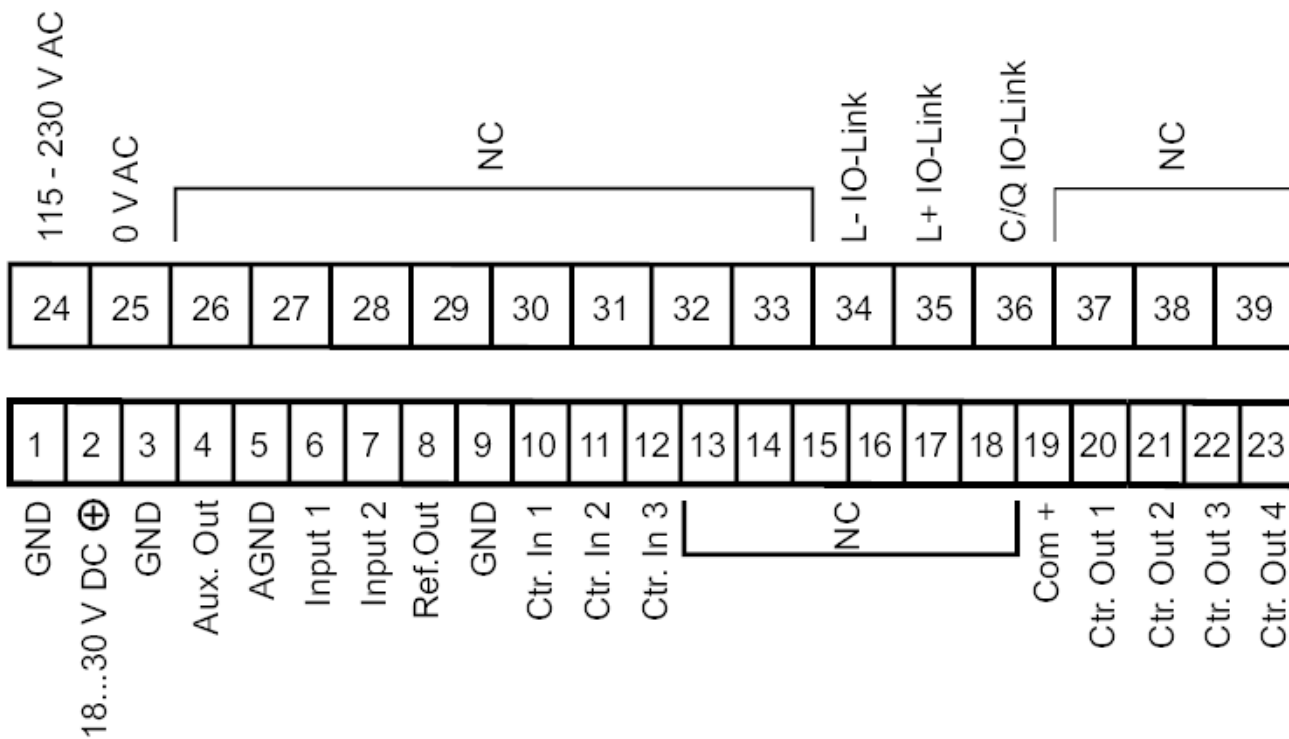 115 - 230 V AC
0 V AC
NC
L- IO-Link
L+ IO-Link
C/Q IO-Link
NC
24 25 26 27 28 29 30 31 32 33 34 35 36 37 38 39
1 2 3 4 5 6 7 8 9 10 11 12 13 14 15 16 17 18 19 20 21 22 23
GND
18...30 V DC ⊕
GND
Aux. Out
AGND
Input 1
Input 2
Ref.Out
GND
Ctr. In 1
Ctr. In 2
Ctr. In 3
NC
Com +
Ctr. Out 1
Ctr. Out 2
Ctr. Out 3
Ctr. Out 4